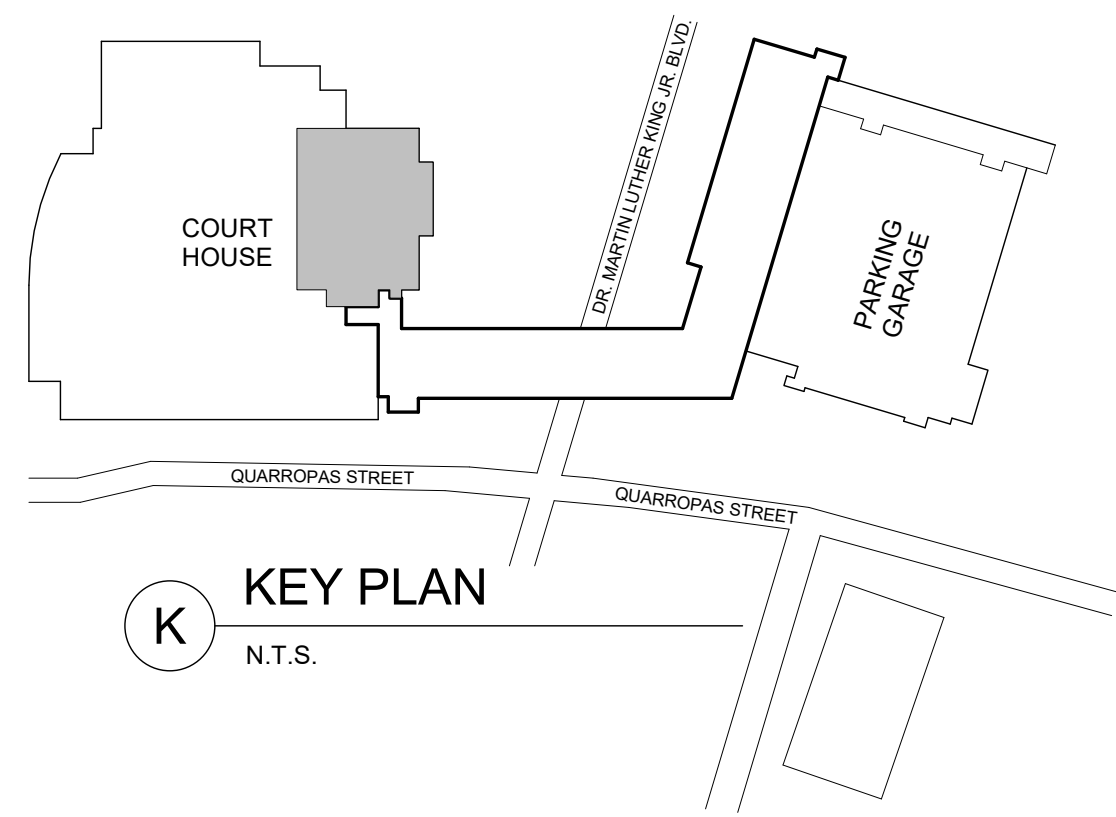 DR. MARTIN LUTHER KING JR. BLVD.
COURT
HOUSE
PARKING
GARAGE
QUARROPAS STREET
QUARROPAS STREET
K
KEY PLAN
N.T.S.